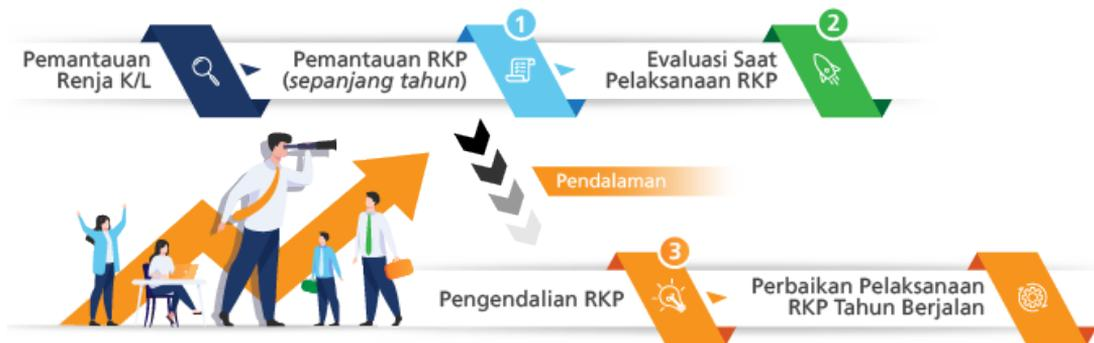 1
2
Pemantauan
Renja K/L
Pemantauan RKP
(sepanjang tahun)
Evaluasi Saat
Pelaksanaan RKP
Pendalaman
3
Pengendalian RKP
Perbaikan Pelaksanaan
RKP Tahun Berjalan